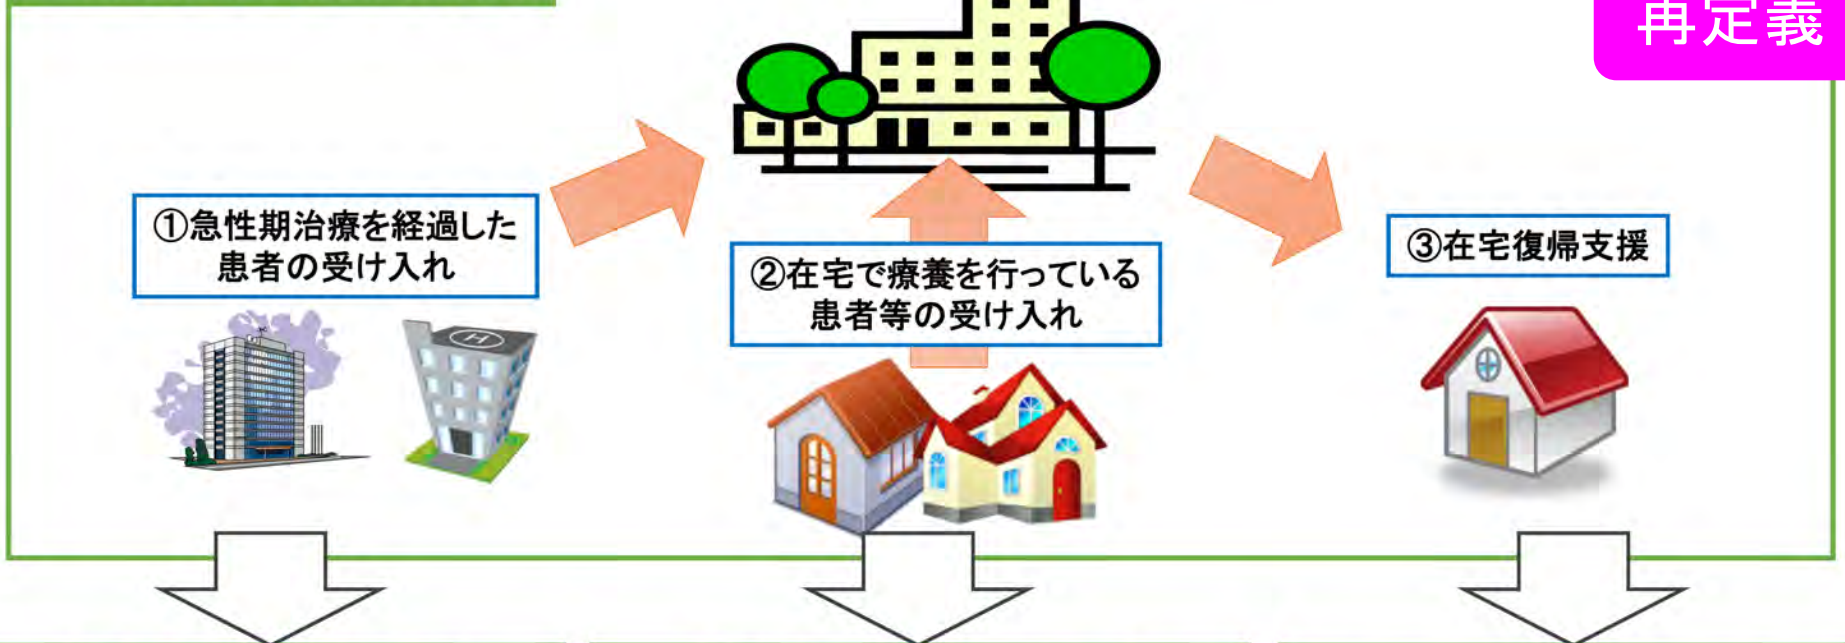 再定義
①急性期治療を経過した
患者の受け入れ
②在宅で療養を行っている
患者等の受け入れ
③在宅復帰支援
H